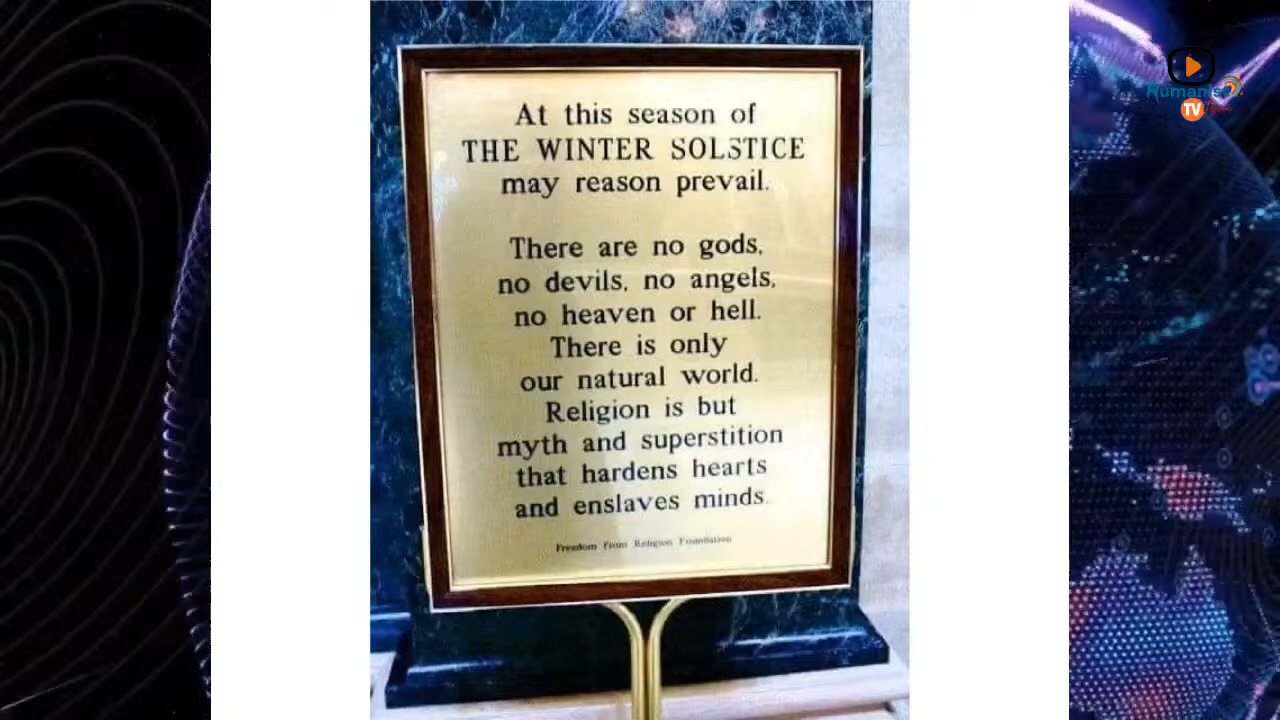 At this season of
THE WINTER SOLSTICE
may reason prevail.
There are no gods,
no devils, no angels,
no heaven or hell.
There is only
our natural world.
Religion is but
myth and superstition
that hardens hearts
and enslaves minds.
Freedom From Religion Foundation
Humanist
TV